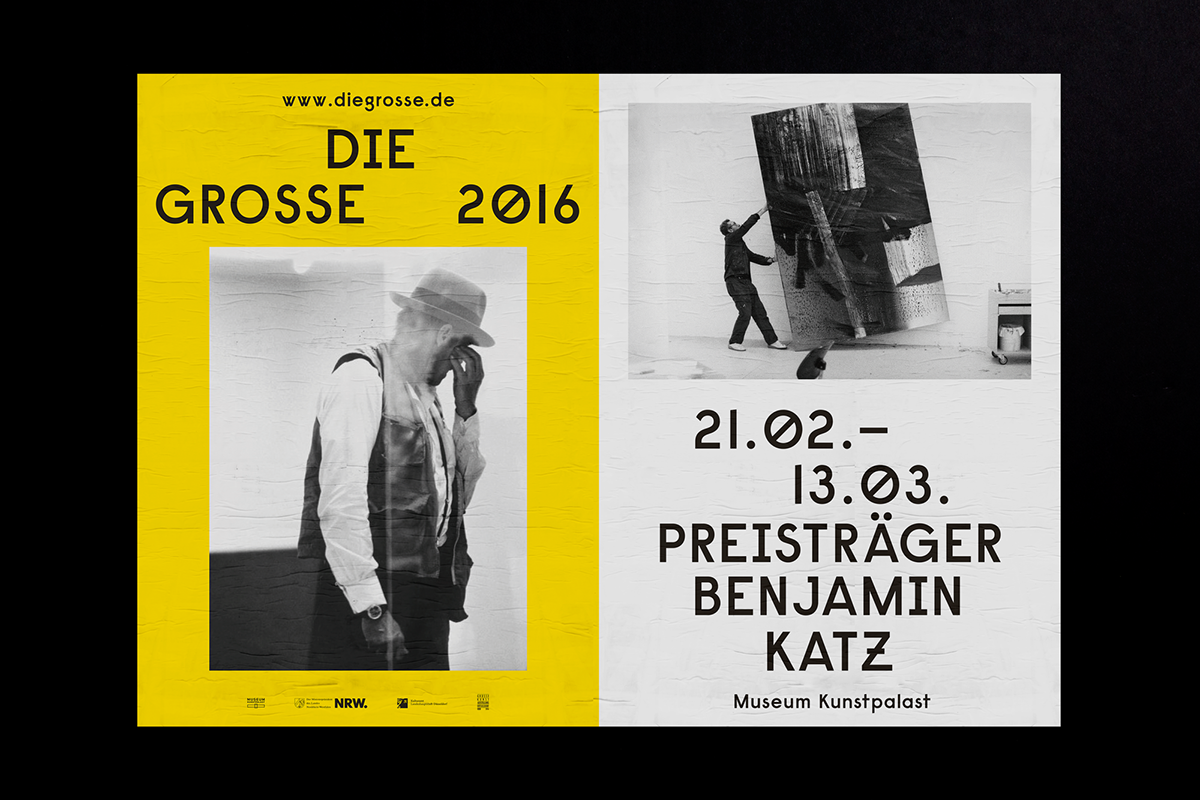 www.diegrosse.de
DIE
GROSSE 2016
NRW.
21.02.–
13.03.
PREISTRÄGER
BENJAMIN
KATZ
Museum Kunstpalast